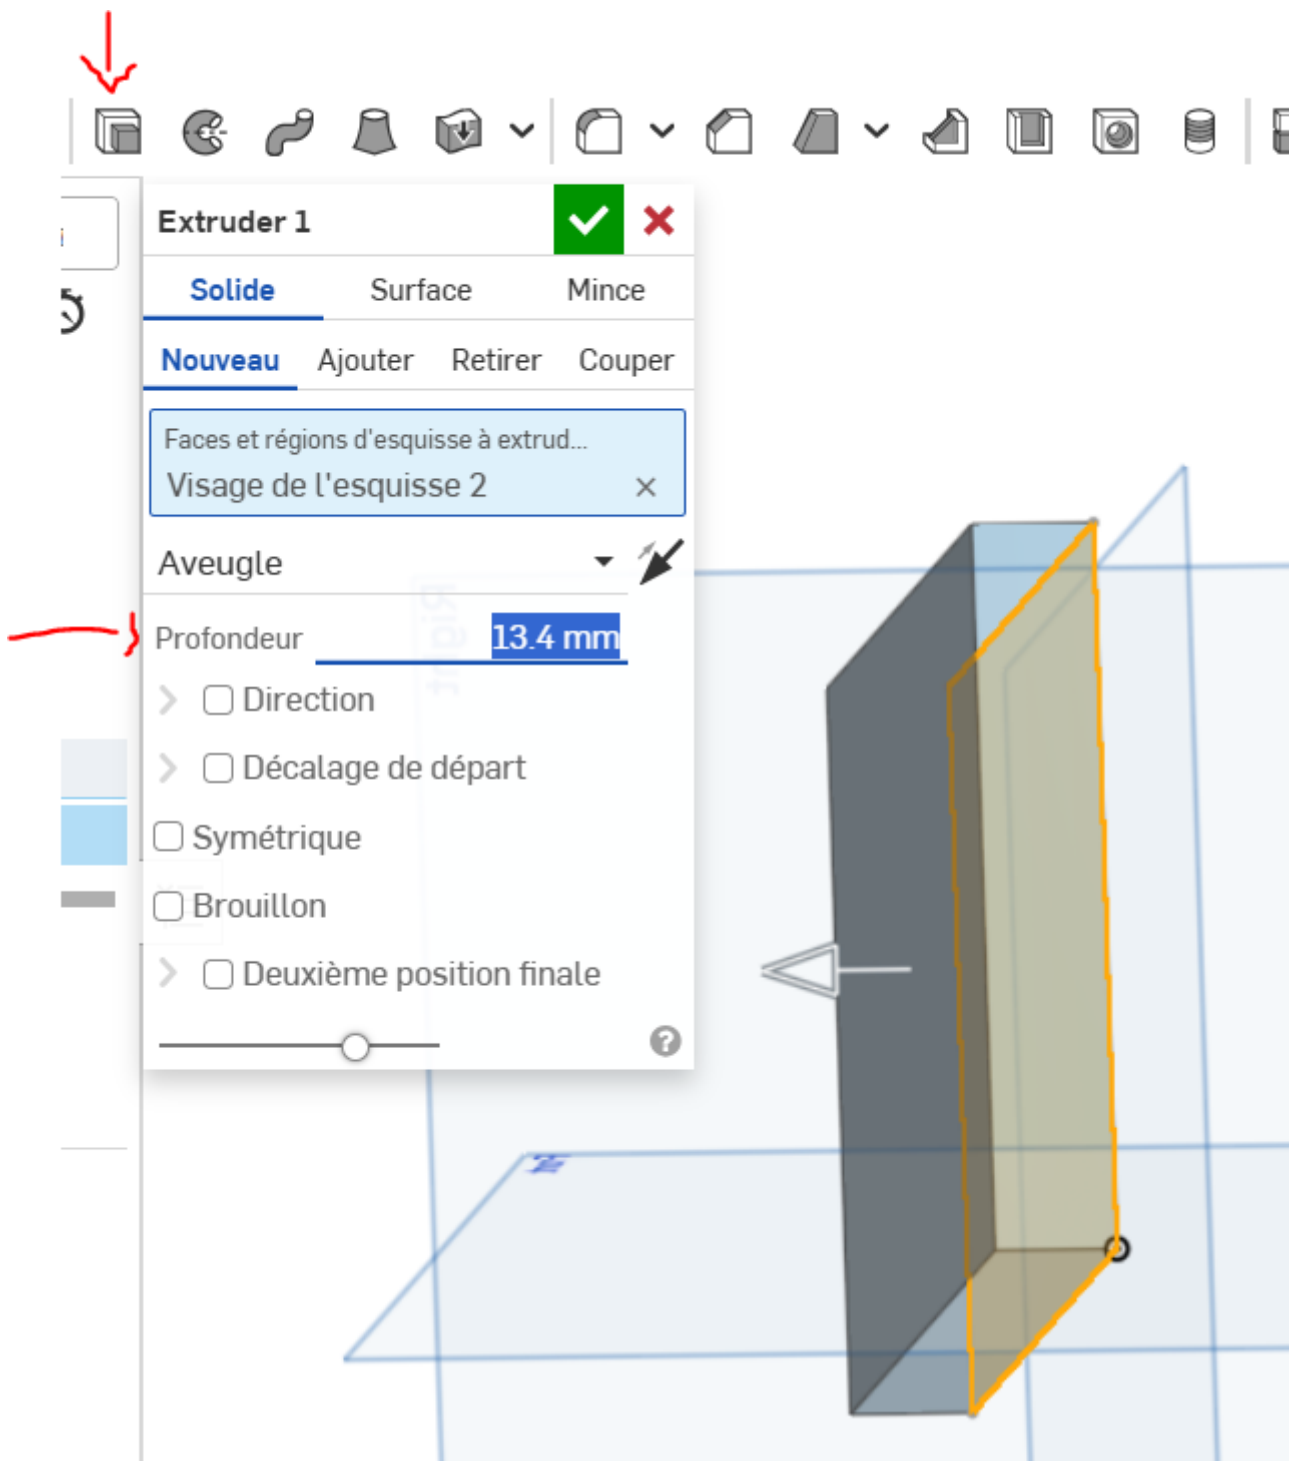 Extruder 1
Solide Surface Mince
Nouveau Ajouter Retirer Couper
Faces et régions d'esquisse à extrud...
Visage de l'esquisse 2
Aveugle
Right
Profondeur 13.4 mm
Direction
Décalage de départ
Symétrique
Brouillon
Deuxième position finale